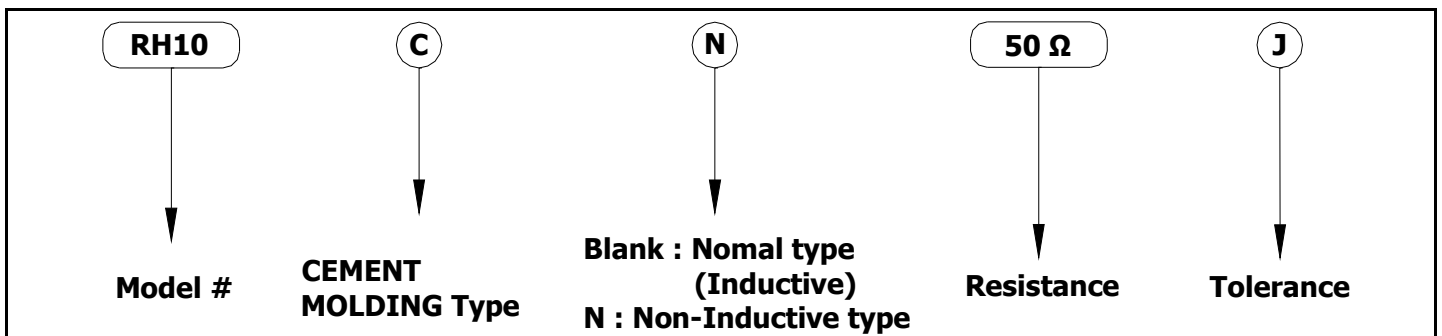 RH10 C N 50 Ω J
Model #
CEMENT
MOLDING Type
Blank : Nomal type
(Inductive)
N : Non-Inductive type
Resistance
Tolerance